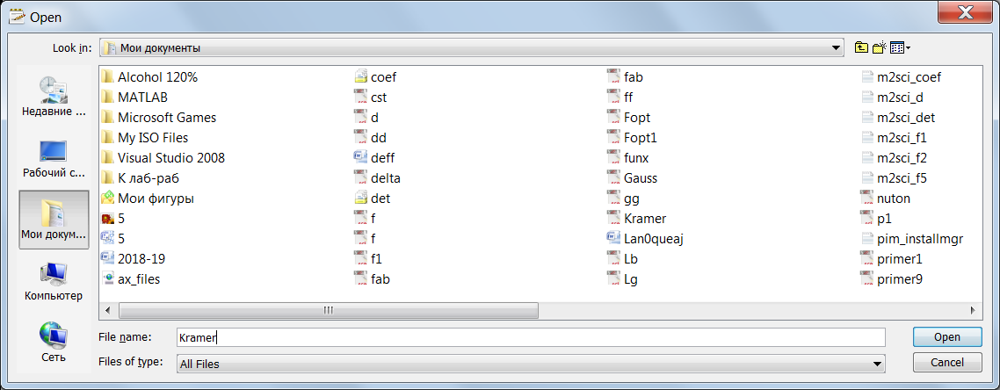 Open
Look in: Мои документы
Недавние ...
Рабочий с...
Мои докум...
Компьютер
Сеть
Alcohol 120%
MATLAB
Microsoft Games
My ISO Files
Visual Studio 2008
К лаб-раб
Мои фигуры
5
5
2018-19
ax_files
coef
cst
d
dd
deff
delta
det
f
f
f1
fab
fab
ff
Fopt
Fopt1
funx
Gauss
gg
Kramer
Lan0queaj
Lb
Lg
m2sci_coef
m2sci_d
m2sci_det
m2sci_f1
m2sci_f2
m2sci_f5
nuton
p1
pim_installmgr
primer1
primer9
File name: Kramer
Open
Files of type: All Files
Cancel